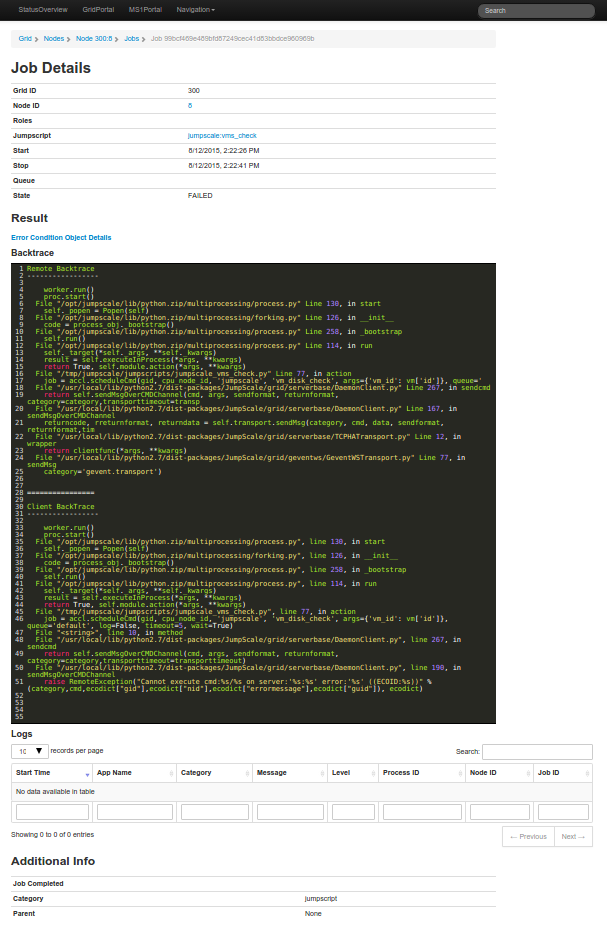 StatusOverview GridPortal MS1Portal Navigation Search
Grid Nodes Node 300:6 Jobs Job 99bcf469e469bfd87249cec41d63bbdce960969b
Job Details
Grid ID 300
Node ID 6
Roles
Jumpscript jumpscale:vms_check
Start 8/12/2015, 2:22:26 PM
Stop 8/12/2015, 2:22:41 PM
Queue
State FAILED
Result
Error Condition Object Details
Backtrace
1 Remote Backtrace
2 -----------------
3
4 worker.run()
5 proc.start()
6 File "/opt/jumpscale/lib/python.zip/multiprocessing/process.py" Line 130, in start
7 self._popen = Popen(self)
8 File "/opt/jumpscale/lib/python.zip/multiprocessing/forking.py" Line 126, in __init__
9 code = process_obj._bootstrap()
10 File "/opt/jumpscale/lib/python.zip/multiprocessing/process.py" Line 258, in _bootstrap
11 self.run()
12 File "/opt/jumpscale/lib/python.zip/multiprocessing/process.py" Line 114, in run
13 self._target(*self._args, **self._kwargs)
14 result = self.executeInProcess(*args, **kwargs)
15 return True, self.module.action(*args, **kwargs)
16 File "/tmp/jumpscale/jumpscripts/jumpscale_vms_check.py" Line 77, in action
17 job = accl.scheduleCmd(gid, cpu_node_id, 'jumpscale', 'vm_disk_check', args={'vm_id': vm['id']}, queue='
18 File "/usr/local/lib/python2.7/dist-packages/JumpScale/grid/serverbase/DaemonClient.py" Line 267, in sendcmd
19 return self.sendMsgOverCMDChannel(cmd, args, sendformat, returnformat,
category=category,transporttimeout=transp
20 File "/usr/local/lib/python2.7/dist-packages/JumpScale/grid/serverbase/DaemonClient.py" Line 167, in
sendMsgOverCMDChannel
21 returncode, rreturnformat, returndata = self.transport.sendMsg(category, cmd, data, sendformat,
returnformat,tim
22 File "/usr/local/lib/python2.7/dist-packages/JumpScale/grid/serverbase/TCPHATransport.py" Line 12, in
wrapper
23 return clientfunc(*args, **kwargs)
24 File "/usr/local/lib/python2.7/dist-packages/JumpScale/grid/geventws/GeventWSTransport.py" Line 77, in
sendMsg
25 category='gevent.transport')
26
27
28 ================
29
30 Client BackTrace
31 -----------------
32
33 worker.run()
34 proc.start()
35 File "/opt/jumpscale/lib/python.zip/multiprocessing/process.py", line 130, in start
36 self._popen = Popen(self)
37 File "/opt/jumpscale/lib/python.zip/multiprocessing/forking.py", line 126, in __init__
38 code = process_obj._bootstrap()
39 File "/opt/jumpscale/lib/python.zip/multiprocessing/process.py", line 258, in _bootstrap
40 self.run()
41 File "/opt/jumpscale/lib/python.zip/multiprocessing/process.py", line 114, in run
42 self._target(*self._args, **self._kwargs)
43 result = self.executeInProcess(*args, **kwargs)
44 return True, self.module.action(*args, **kwargs)
45 File "/tmp/jumpscale/jumpscripts/jumpscale_vms_check.py", line 77, in action
46 job = accl.scheduleCmd(gid, cpu_node_id, 'jumpscale', 'vm_disk_check', args={'vm_id': vm['id']},
queue='default', log=False, timeout=5, wait=True)
47 File "<string>", line 18, in method
48 File "/usr/local/lib/python2.7/dist-packages/JumpScale/grid/serverbase/DaemonClient.py", line 267, in
sendcmd
49 return self.sendMsgOverCMDChannel(cmd, args, sendformat, returnformat,
category=category,transporttimeout=transporttimeout)
50 File "/usr/local/lib/python2.7/dist-packages/JumpScale/grid/serverbase/DaemonClient.py", line 190, in
sendMsgOverCMDChannel
51 raise RemoteException("Cannot execute cmd:%s/%s on server:'%s:%s' error:'%s' ((ECOID:%s))" %
(category,cmd,ecodict["gid"],ecodict["nid"],ecodict["errormessage"],ecodict["guid"]), ecodict)
52
53
54
55
Logs
10 records per page Search:
Start Time App Name Category Message Level Process ID Node ID Job ID
No data available in table
Showing 0 to 0 of 0 entries ← Previous Next →
Additional Info
Job Completed
Category jumpscript
Parent None